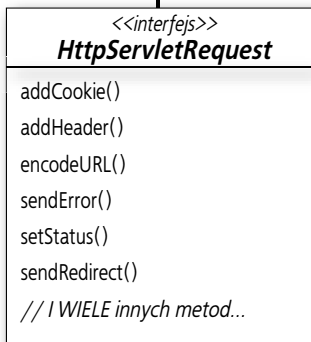 <<interfejs>>
HttpServletRequest
addCookie()
addHeader()
encodeURL()
sendError()
setStatus()
sendRedirect()
// I WIELE innych metod...